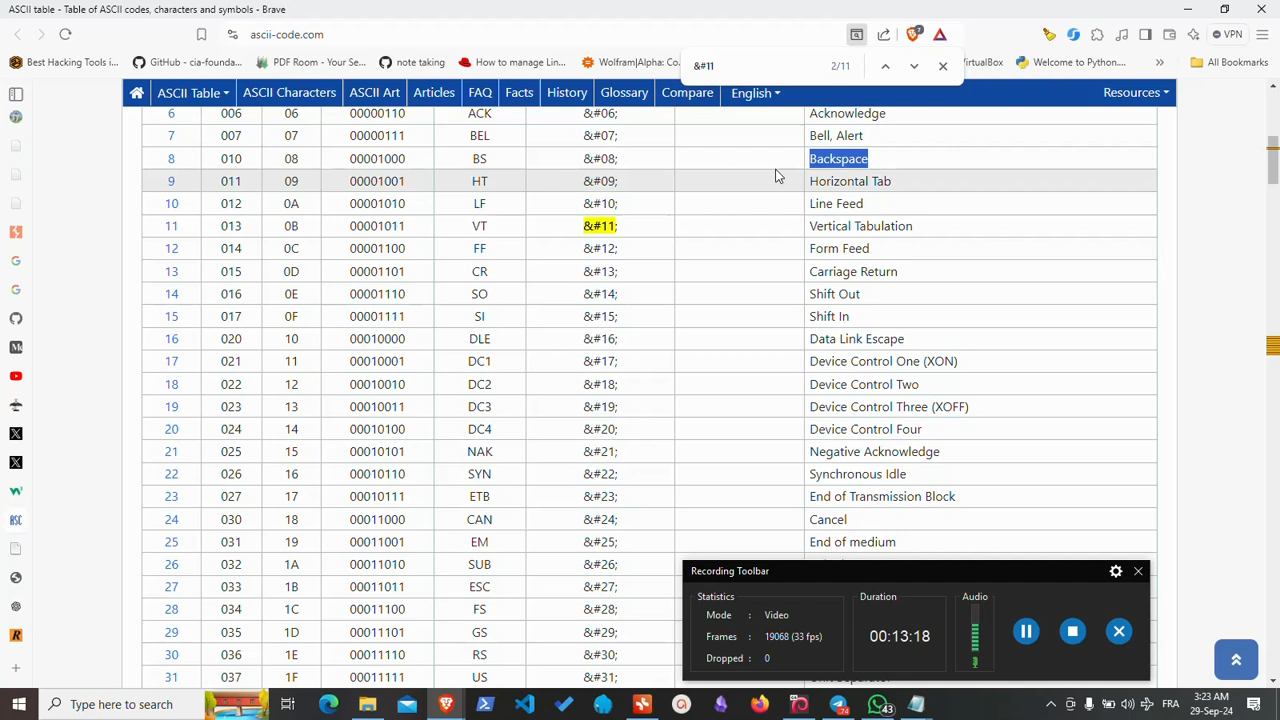 ASCII table - Table of ASCII codes, characters and symbols - Brave
ascii-code.com
7
VPN
Best Hacking Tools i...
GitHub - cia-founda...
PDF Room - Your Se...
note taking
How to manage Lin...
Wolfram|Alpha: Co...
VirtualBox
Welcome to Python....
All Bookmarks
&#11
2/11
ASCII Table
ASCII Characters
ASCII Art
Articles
FAQ
Facts
History
Glossary
Compare
English
Resources
6 006 06 00000110 ACK &#06; Acknowledge
7 007 07 00000111 BEL &#07; Bell, Alert
8 010 08 00001000 BS &#08; Backspace
9 011 09 00001001 HT &#09; Horizontal Tab
10 012 0A 00001010 LF &#10; Line Feed
11 013 0B 00001011 VT &#11; Vertical Tabulation
12 014 0C 00001100 FF &#12; Form Feed
13 015 0D 00001101 CR &#13; Carriage Return
14 016 0E 00001110 SO &#14; Shift Out
15 017 0F 00001111 SI &#15; Shift In
16 020 10 00010000 DLE &#16; Data Link Escape
17 021 11 00010001 DC1 &#17; Device Control One (XON)
18 022 12 00010010 DC2 &#18; Device Control Two
19 023 13 00010011 DC3 &#19; Device Control Three (XOFF)
20 024 14 00010100 DC4 &#20; Device Control Four
21 025 15 00010101 NAK &#21; Negative Acknowledge
22 026 16 00010110 SYN &#22; Synchronous Idle
23 027 17 00010111 ETB &#23; End of Transmission Block
24 030 18 00011000 CAN &#24; Cancel
25 031 19 00011001 EM &#25; End of medium
26 032 1A 00011010 SUB &#26;
27 033 1B 00011011 ESC &#27;
28 034 1C 00011100 FS &#28;
29 035 1D 00011101 GS &#29;
30 036 1E 00011110 RS &#30;
31 037 1F 00011111 US &#31;
Recording Toolbar
Statistics
Mode : Video
Frames : 19068 (33 fps)
Dropped : 0
Duration
00:13:18
Audio
Type here to search
43
FRA
3:23 AM
29-Sep-24